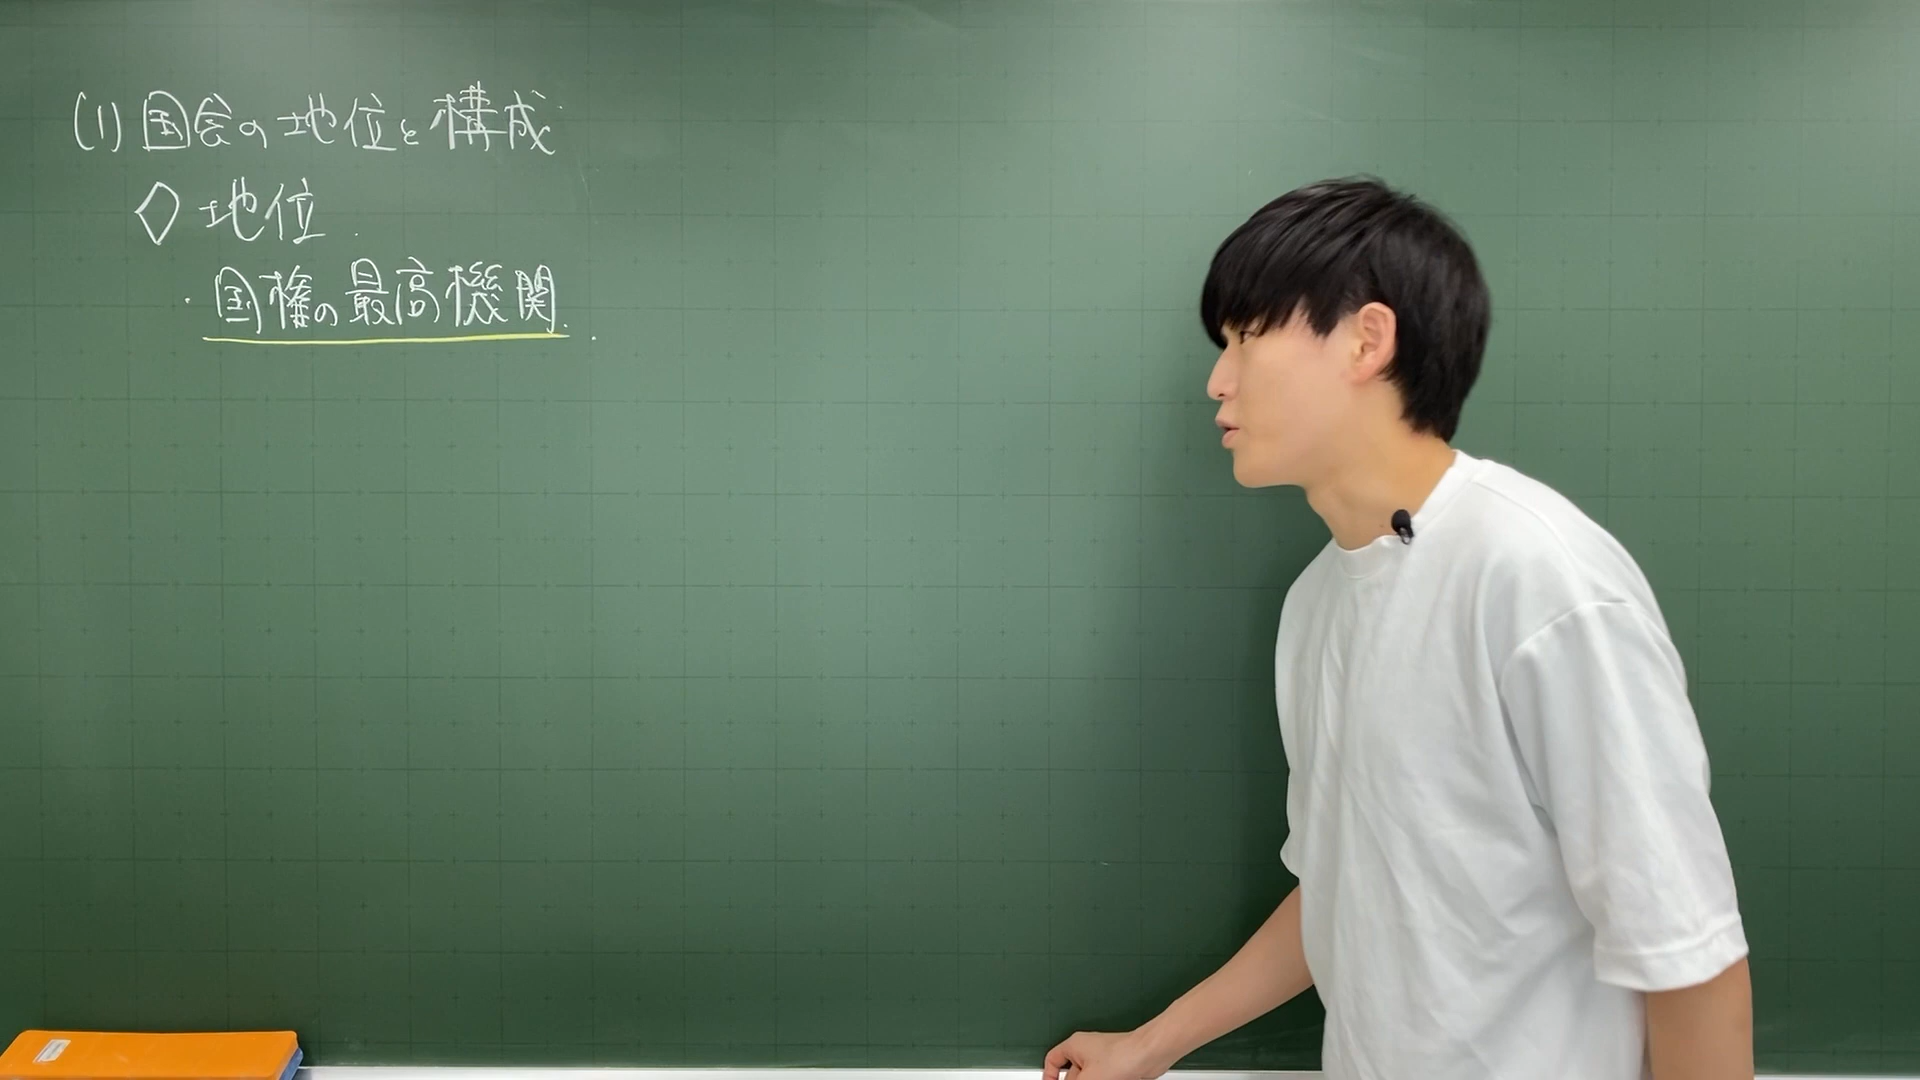 (1) 国会の地位と構成
◇ 地位
・国権の最高機関